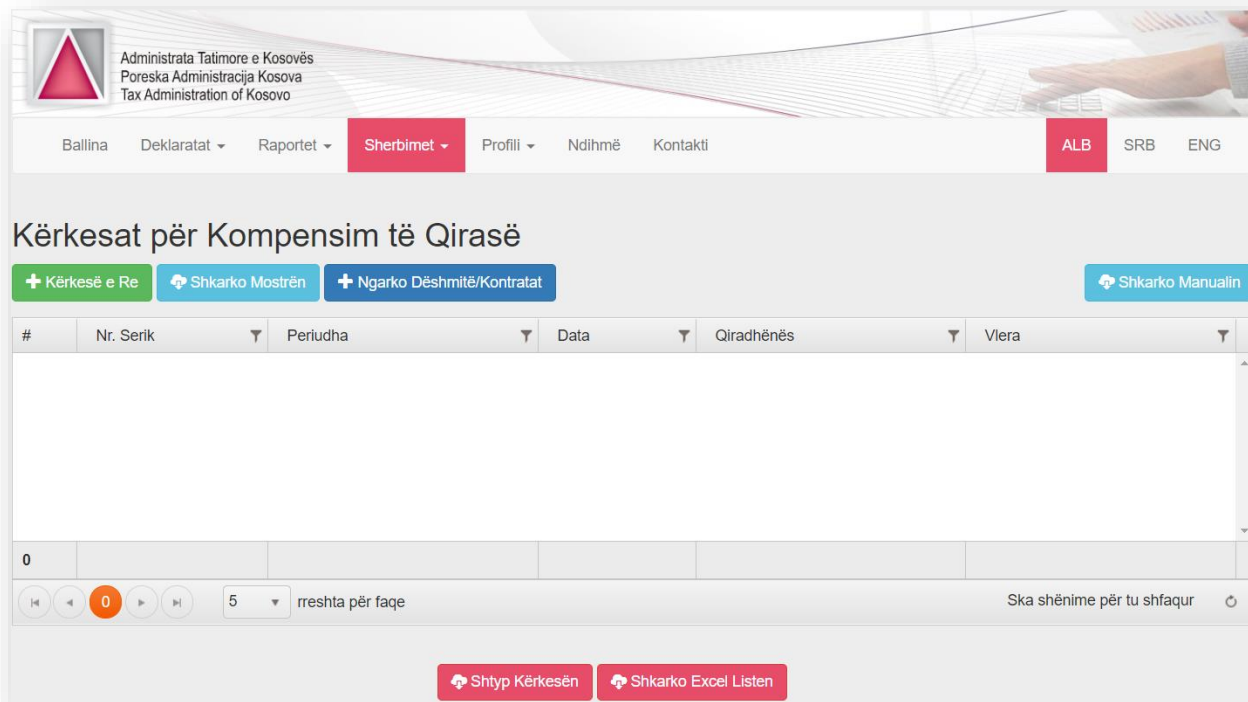 Administrata Tatimore e Kosovës
Poreska Administracija Kosova
Tax Administration of Kosovo
Ballina Deklaratat Raportet Sherbimet Profili Ndihmë Kontakti ALB SRB ENG
Kërkesat për Kompensim të Qirasë
Kërkesë e Re Shkarko Mostrën Ngarko Dëshmitë/Kontratat Shkarko Manualin
# Nr. Serik Periudha Data Qiradhënës Vlera
0
0 5 rreshta për faqe Ska shënime për tu shfaqur
Shtyp Kërkesën Shkarko Excel Listen